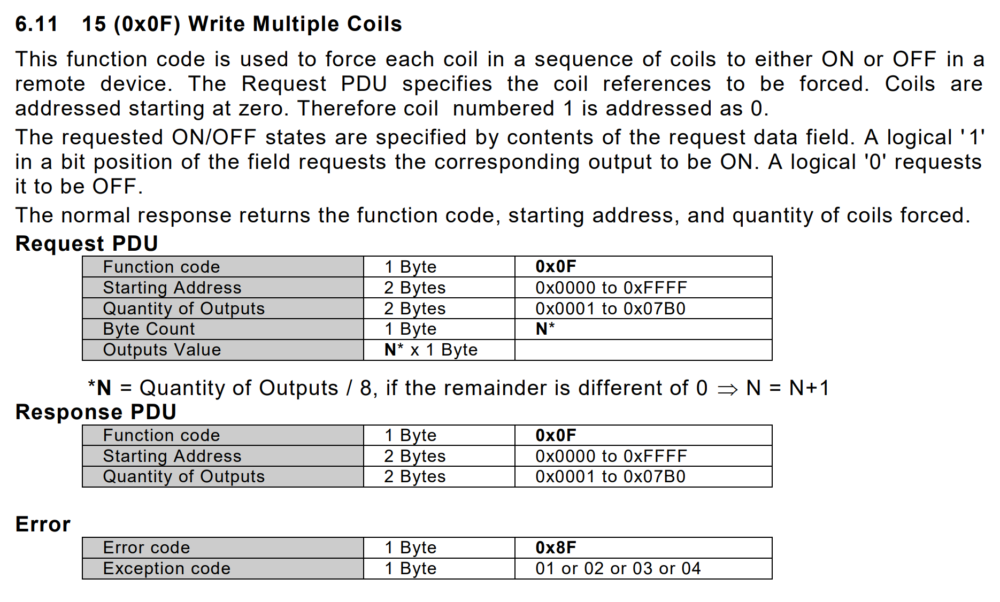 6.11 15 (0x0F) Write Multiple Coils
This function code is used to force each coil in a sequence of coils to either ON or OFF in a
remote device. The Request PDU specifies the coil references to be forced. Coils are
addressed starting at zero. Therefore coil numbered 1 is addressed as 0.
The requested ON/OFF states are specified by contents of the request data field. A logical '1'
in a bit position of the field requests the corresponding output to be ON. A logical '0' requests
it to be OFF.
The normal response returns the function code, starting address, and quantity of coils forced.
Request PDU
Function code 1 Byte 0x0F
Starting Address 2 Bytes 0x0000 to 0xFFFF
Quantity of Outputs 2 Bytes 0x0001 to 0x07B0
Byte Count 1 Byte N*
Outputs Value N* x 1 Byte
*N = Quantity of Outputs / 8, if the remainder is different of 0 ⇒ N = N+1
Response PDU
Function code 1 Byte 0x0F
Starting Address 2 Bytes 0x0000 to 0xFFFF
Quantity of Outputs 2 Bytes 0x0001 to 0x07B0
Error
Error code 1 Byte 0x8F
Exception code 1 Byte 01 or 02 or 03 or 04